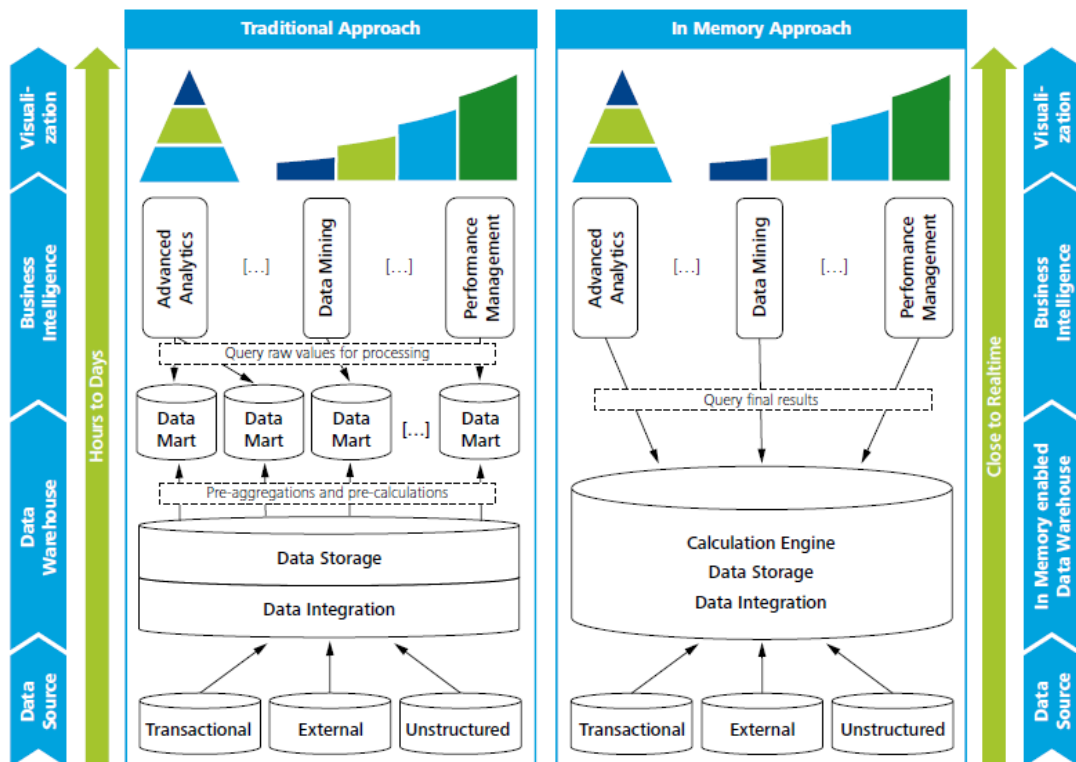 Traditional Approach
In Memory Approach
Visuali-
zation
Business
Intelligence
Data
Warehouse
Data
Source
Hours to Days
Advanced
Analytics
[...]
Data Mining
[...]
Performance
Management
Query raw values for processing
Data
Mart
Data
Mart
Data
Mart
[...]
Data
Mart
Pre-aggregations and pre-calculations
Data Storage
Data Integration
Transactional
External
Unstructured
Advanced
Analytics
[...]
Data Mining
[...]
Performance
Management
Query final results
Calculation Engine
Data Storage
Data Integration
Transactional
External
Unstructured
Close to Realtime
Visuali-
zation
Business
Intelligence
In Memory enabled
Data Warehouse
Data
Source